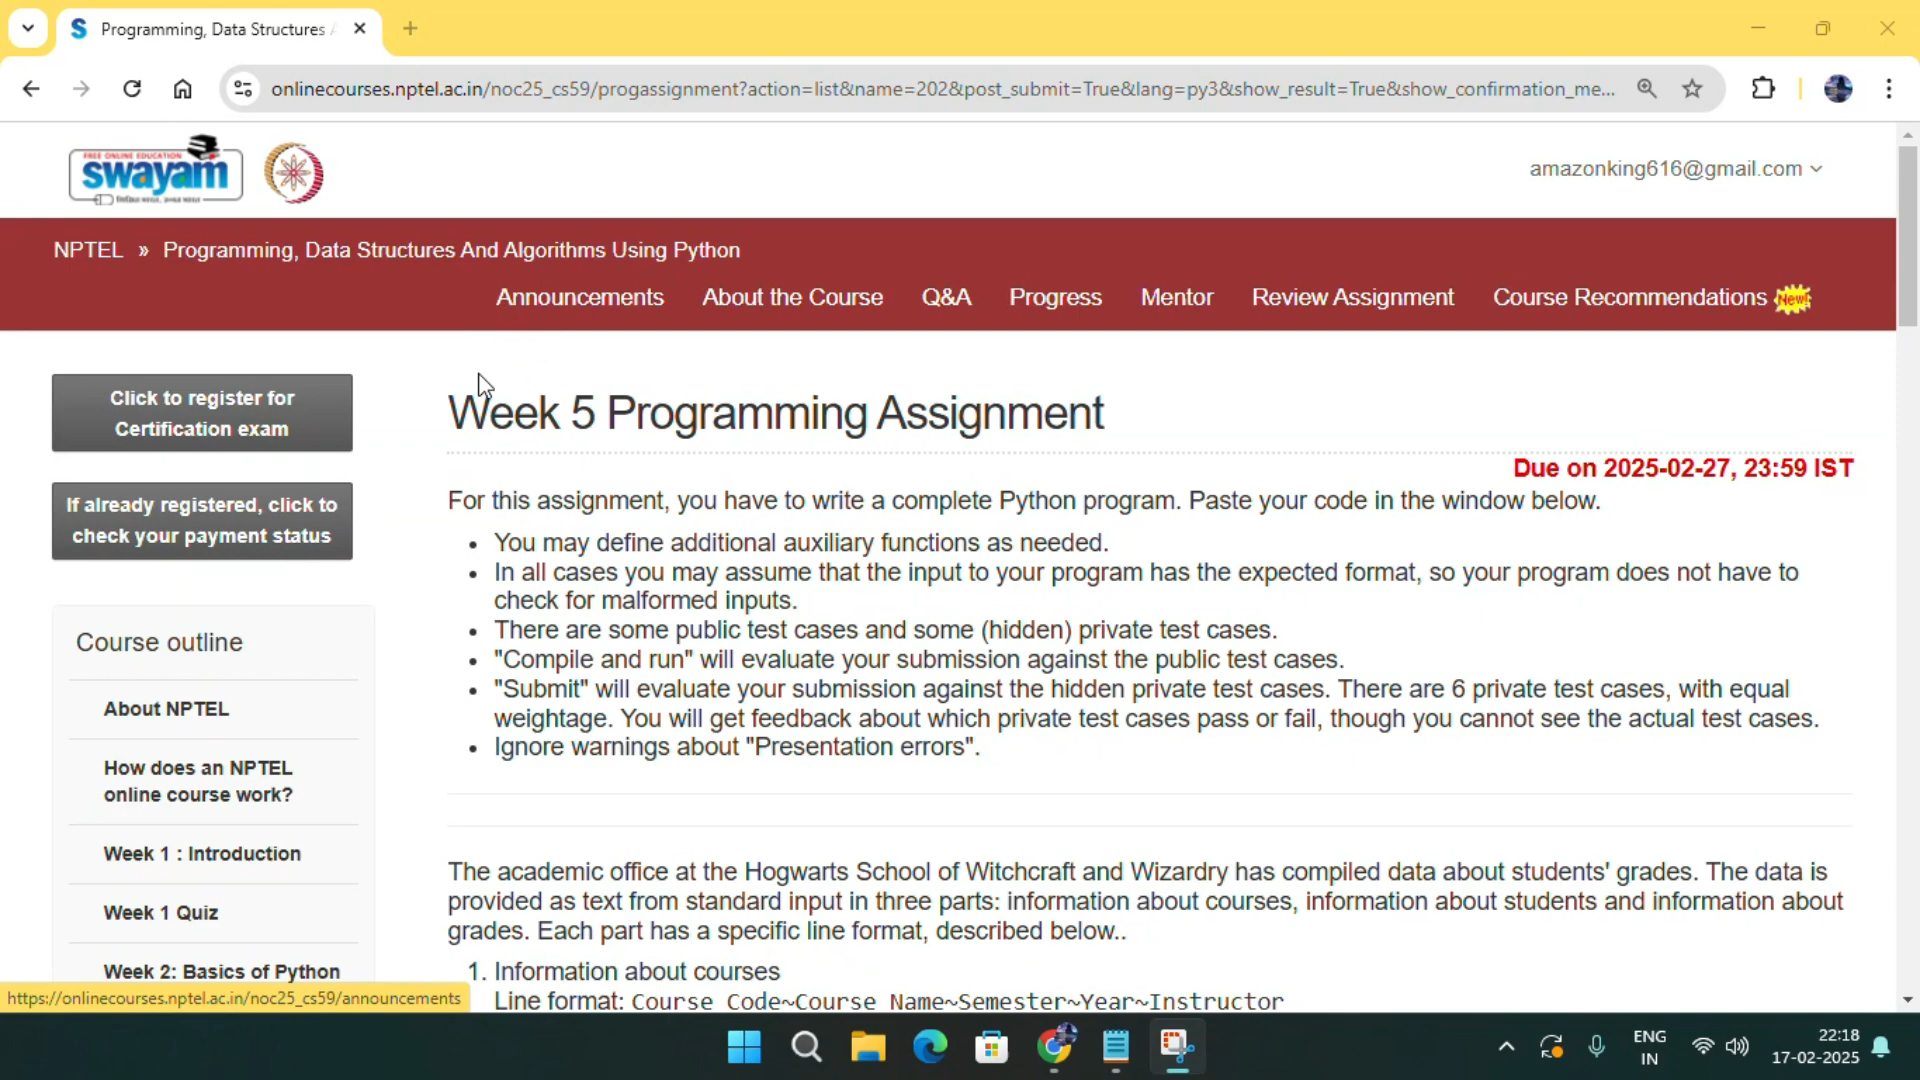 Programming, Data Structures A
onlinecourses.nptel.ac.in/noc25_cs59/progassignment?action=list&name=202&post_submit=True&lang=py3&show_result=True&show_confirmation_me...
FREE ONLINE EDUCATION
swayam
amazonking616@gmail.com
NPTEL » Programming, Data Structures And Algorithms Using Python
Announcements About the Course Q&A Progress Mentor Review Assignment Course Recommendations New!
Click to register for
Certification exam
If already registered, click to
check your payment status
Course outline
About NPTEL
How does an NPTEL
online course work?
Week 1 : Introduction
Week 1 Quiz
Week 2: Basics of Python
Week 5 Programming Assignment
Due on 2025-02-27, 23:59 IST
For this assignment, you have to write a complete Python program. Paste your code in the window below.
• You may define additional auxiliary functions as needed.
• In all cases you may assume that the input to your program has the expected format, so your program does not have to
check for malformed inputs.
• There are some public test cases and some (hidden) private test cases.
• "Compile and run" will evaluate your submission against the public test cases.
• "Submit" will evaluate your submission against the hidden private test cases. There are 6 private test cases, with equal
weightage. You will get feedback about which private test cases pass or fail, though you cannot see the actual test cases.
• Ignore warnings about "Presentation errors".
The academic office at the Hogwarts School of Witchcraft and Wizardry has compiled data about students' grades. The data is
provided as text from standard input in three parts: information about courses, information about students and information about
grades. Each part has a specific line format, described below..
1. Information about courses
Line format: Course Code~Course Name~Semester~Year~Instructor
https://onlinecourses.nptel.ac.in/noc25_cs59/announcements
ENG
IN
22:18
17-02-2025